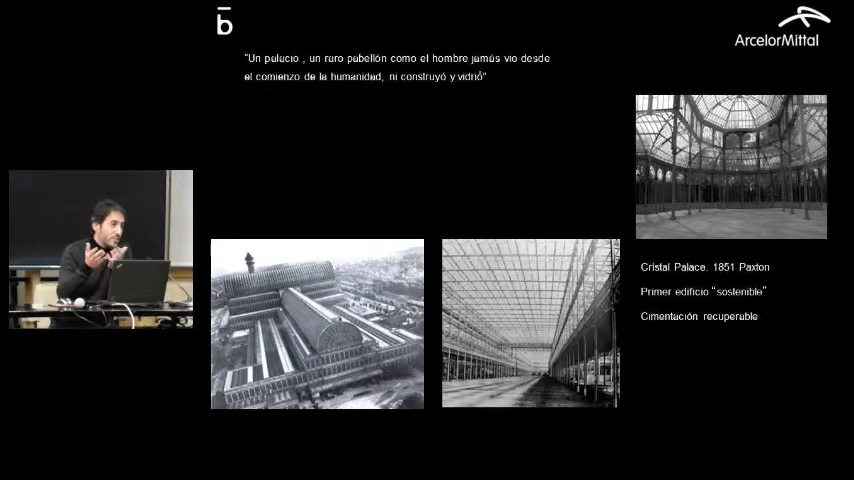 b
ArcelorMittal
"Un palacio , un raro pabellón como el hombre jamás vio desde
el comienzo de la humanidad, ni construyó y vidrió"
Cristal Palace. 1851 Paxton
Primer edificio "sostenible"
Cimentación recuperable